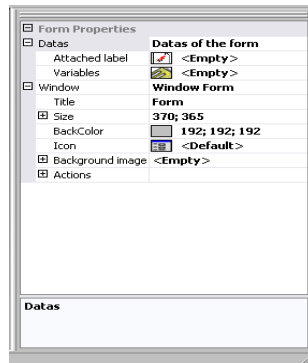 Form Properties
Datas Datas of the form
Attached label <Empty>
Variables <Empty>
Window Window Form
Title Form
Size 370; 365
BackColor 192; 192; 192
Icon <Default>
Background image <Empty>
Actions
Datas